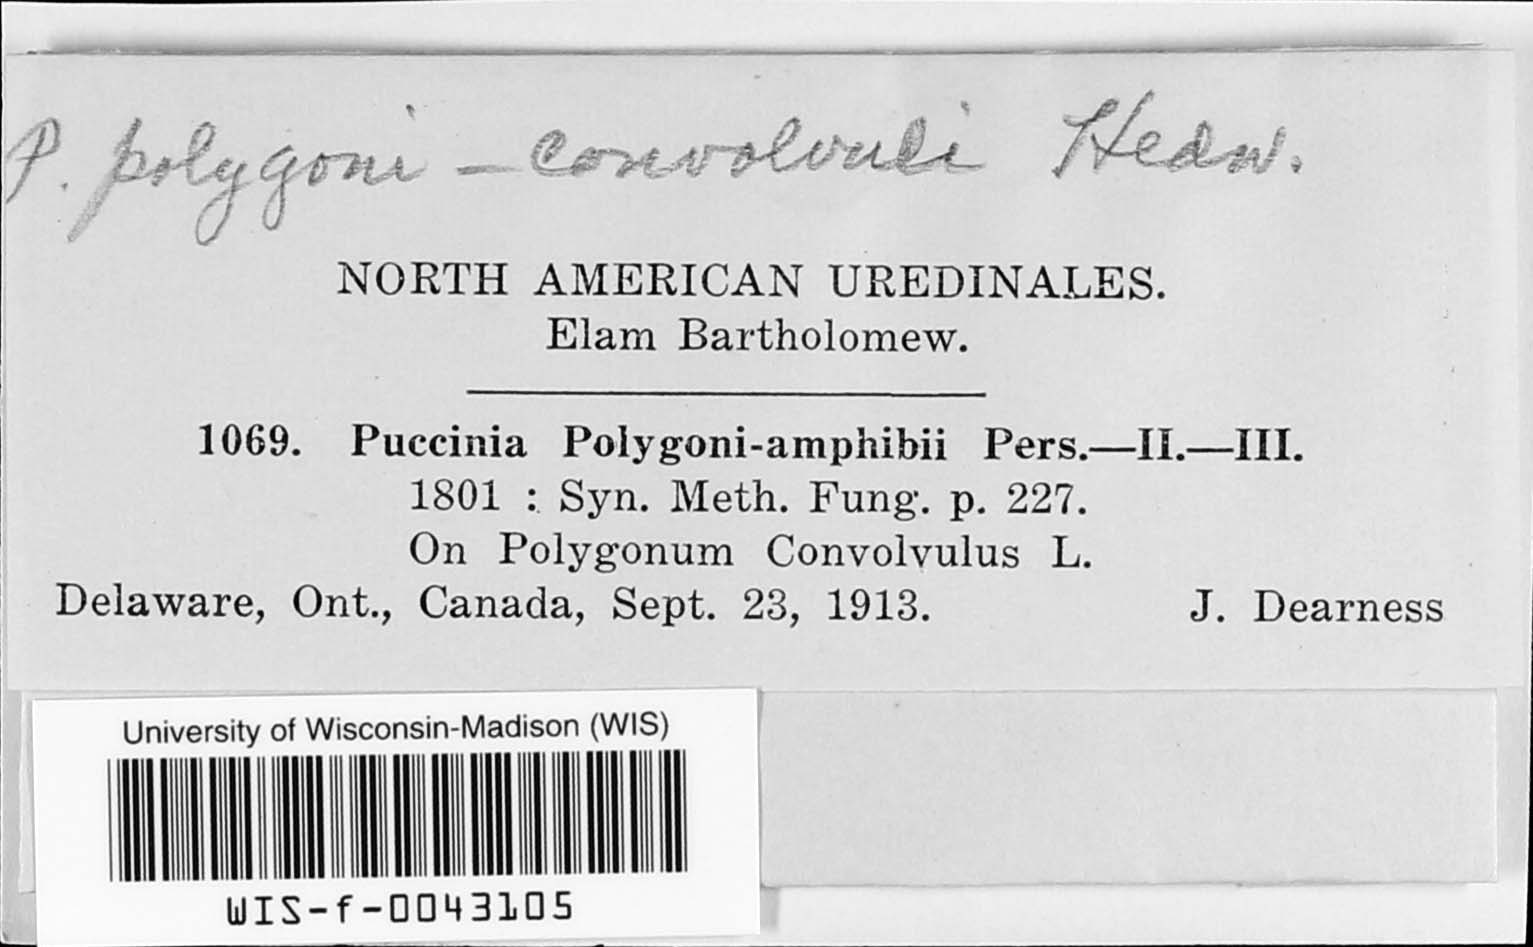 P. polygoni - convolvuli Hedw.
NORTH AMERICAN UREDINALES.
Elam Bartholomew.
1069. Puccinia Polygoni-amphibii Pers.—II.—III.
1801 : Syn. Meth. Fung. p. 227.
On Polygonum Convolvulus L.
Delaware, Ont., Canada, Sept. 23, 1913. J. Dearness
University of Wisconsin-Madison (WIS)
WIS-f-0043105